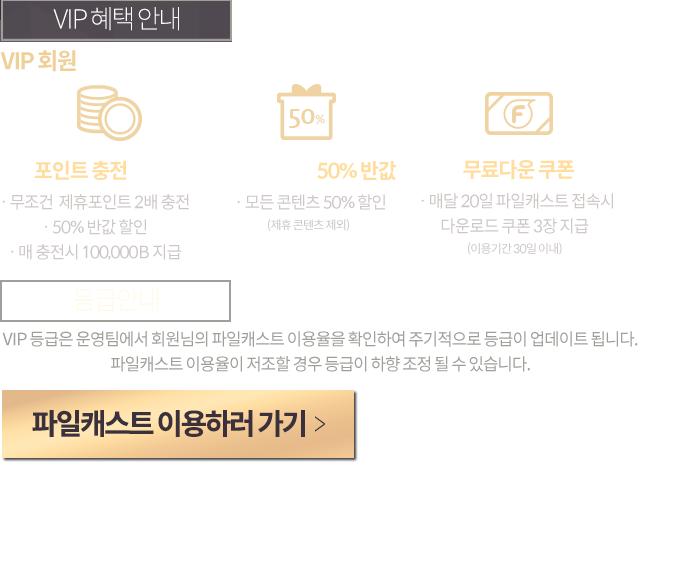 VIP 혜택 안내
VIP 회원
50%
F
포인트 충전
50% 반값
무료다운 쿠폰
· 무조건 제휴포인트 2배 충전
· 50% 반값 할인
· 매 충전시 100,000B 지급
· 모든 콘텐츠 50% 할인
(제휴 콘텐츠 제외)
· 매달 20일 파일캐스트 접속시
다운로드 쿠폰 3장 지급
(이용기간 30일 이내)
등급안내
VIP 등급은 운영팀에서 회원님의 파일캐스트 이용율을 확인하여 주기적으로 등급이 업데이트 됩니다.
파일캐스트 이용율이 저조할 경우 등급이 하향 조정 될 수 있습니다.
파일캐스트 이용하러 가기 >